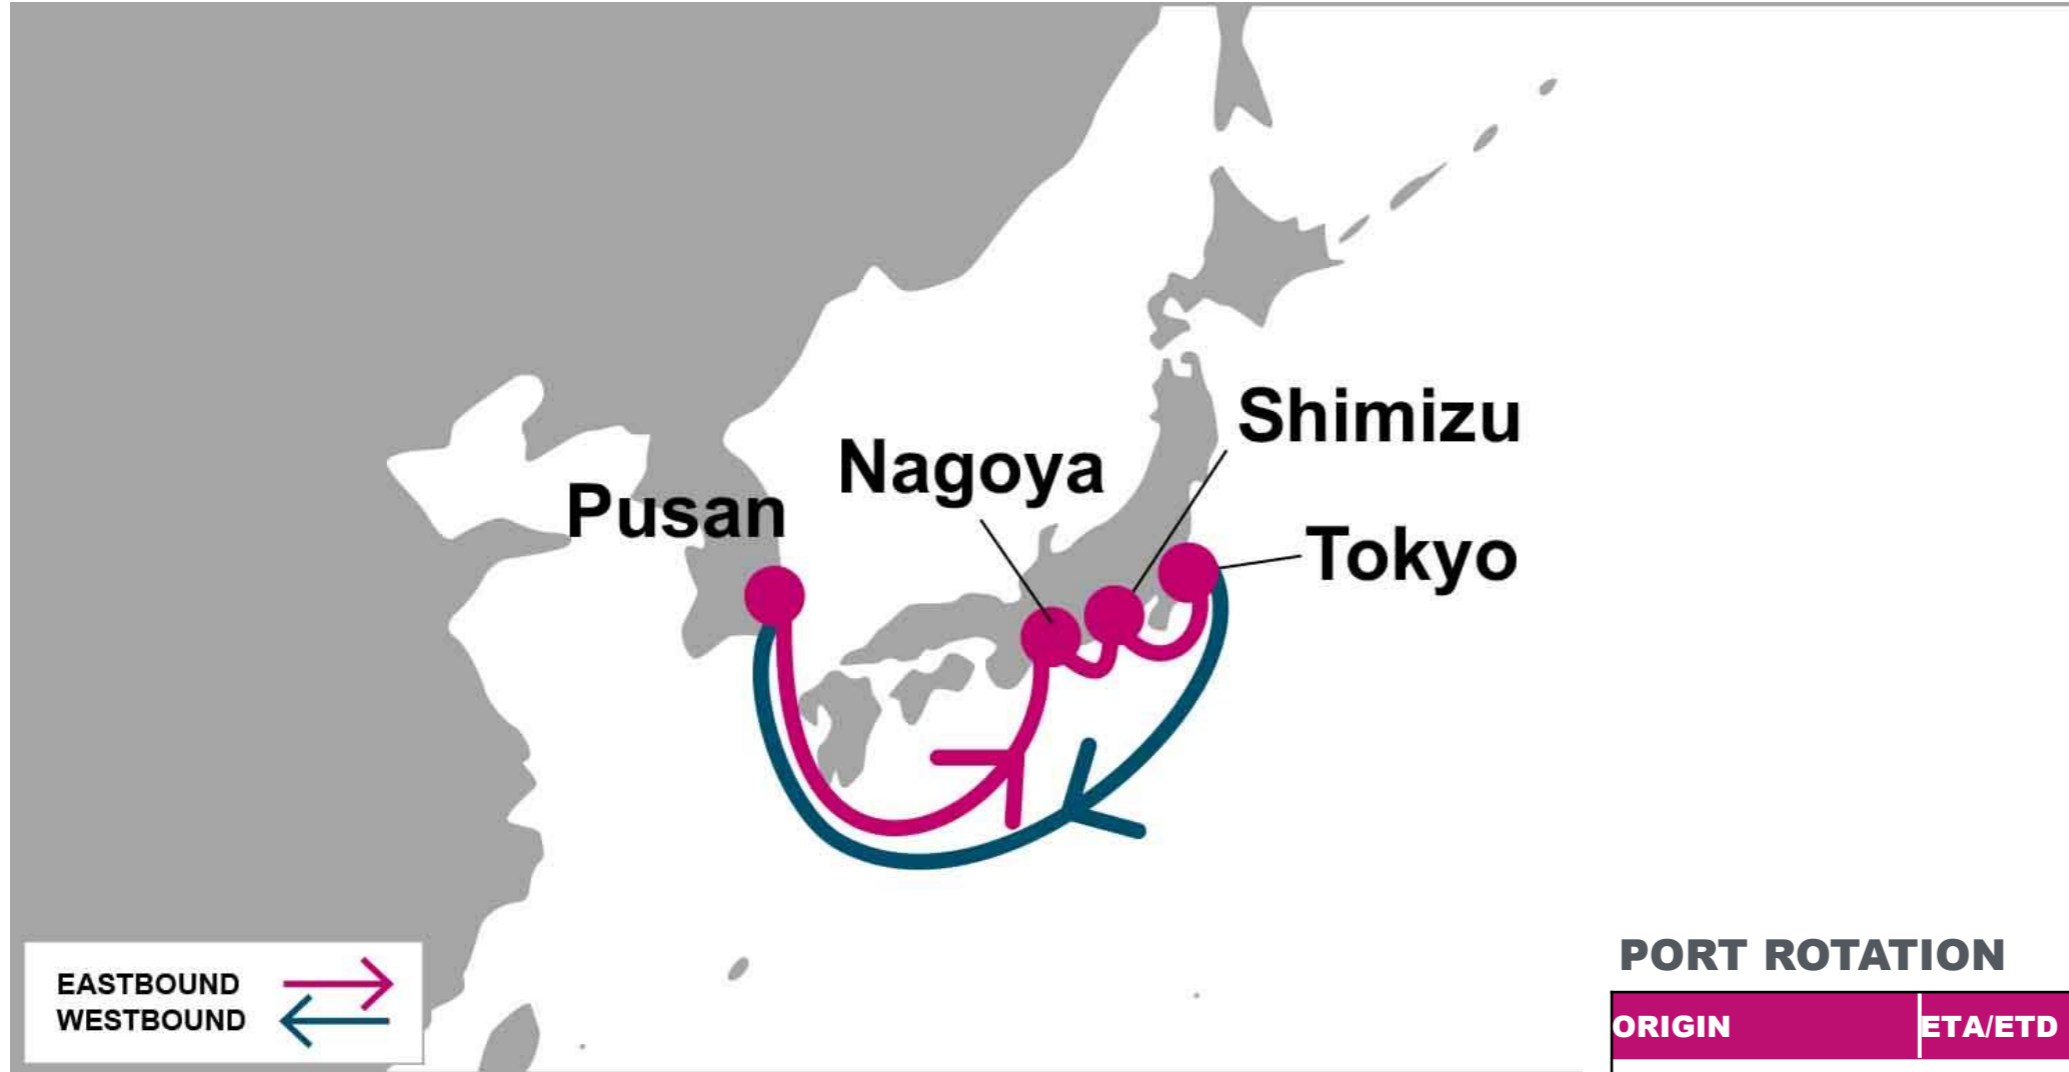 Shimizu
Nagoya
Pusan
Tokyo
EASTBOUND
WESTBOUND
PORT ROTATION
ORIGIN ETA/ETD